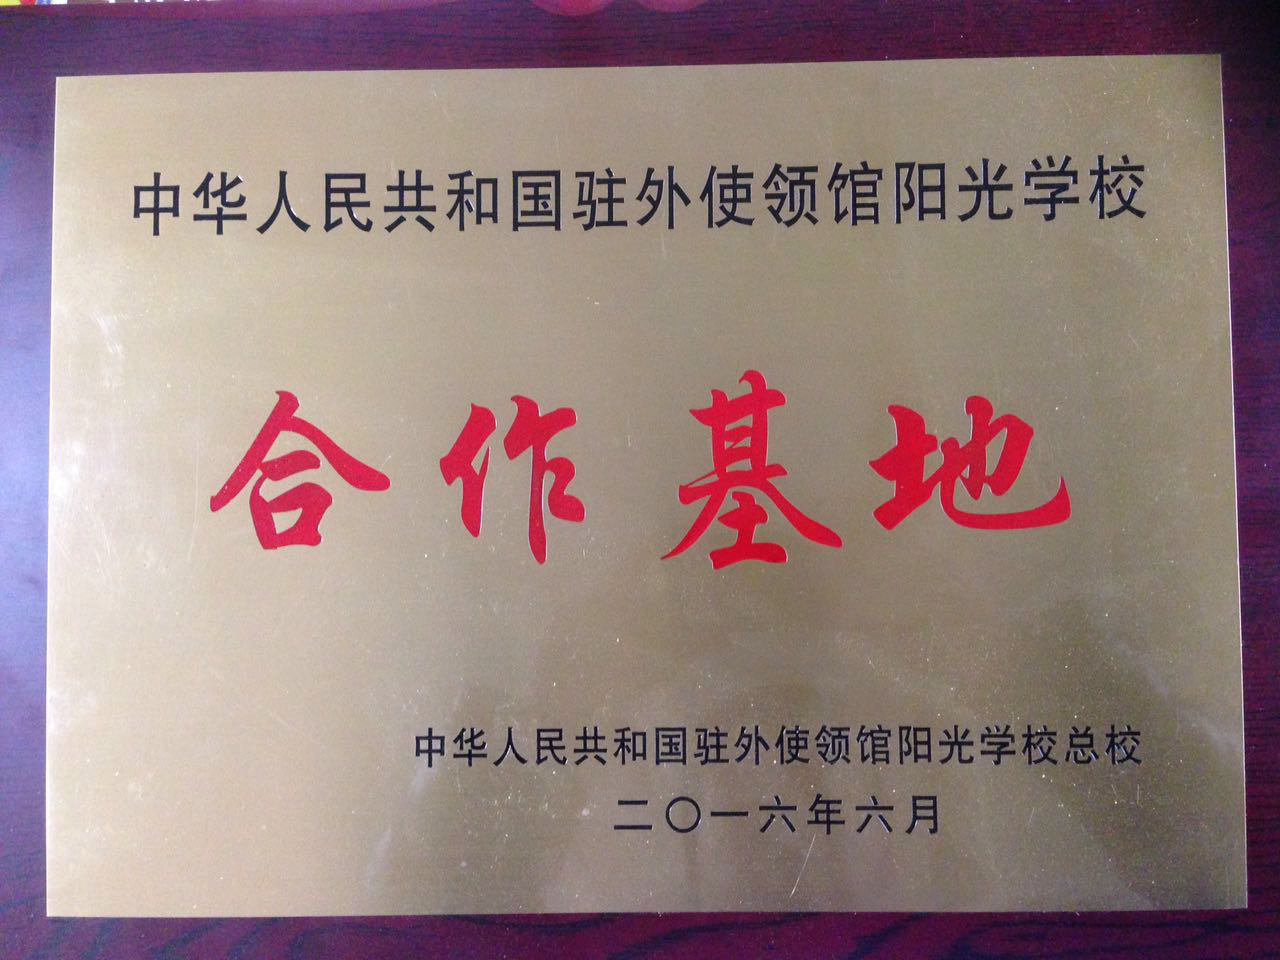 中华人民共和国驻外使领馆阳光学校
合作基地
中华人民共和国驻外使领馆阳光学校总校
二〇一六年六月